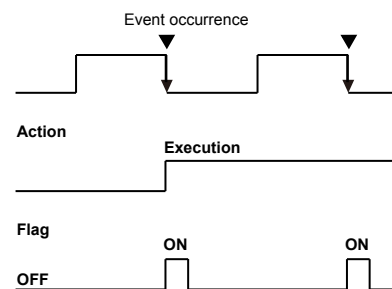 Event occurrence
Action
Execution
Flag
ON ON
OFF